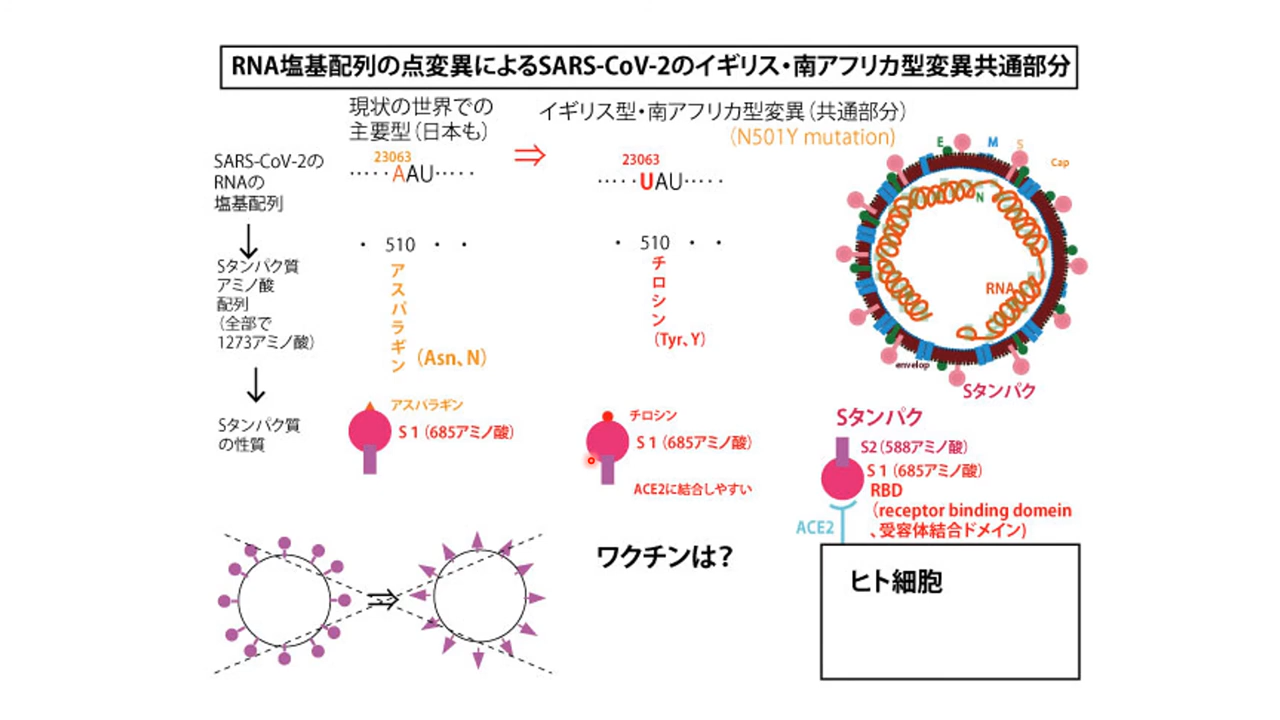 RNA塩基配列の点変異によるSARS-CoV-2のイギリス・南アフリカ型変異共通部分
現状の世界での
主要型（日本も）
イギリス型・南アフリカ型変異（共通部分）
（N501Y mutation)
SARS-CoV-2の
RNAの
塩基配列
23063
·····AAU·····
⇒
23063
·····UAU·····
↓
・ 510 ・ ・
・ 510 ・ ・
Sタンパク質
アミノ酸
配列
（全部で
1273アミノ酸）
アスパラギン
（Asn、N）
チロシン
（Tyr、Y）
↓
Sタンパク質
の性質
アスパラギン
S 1（685アミノ酸）
チロシン
S 1（685アミノ酸）
ACE2に結合しやすい
E
M
S
Cap
N
RNA
envelop
Sタンパク
Sタンパク
S2（588アミノ酸）
S 1（685アミノ酸）
RBD
（receptor binding domein
、受容体結合ドメイン）
ACE2
ヒト細胞
⇒
ワクチンは？